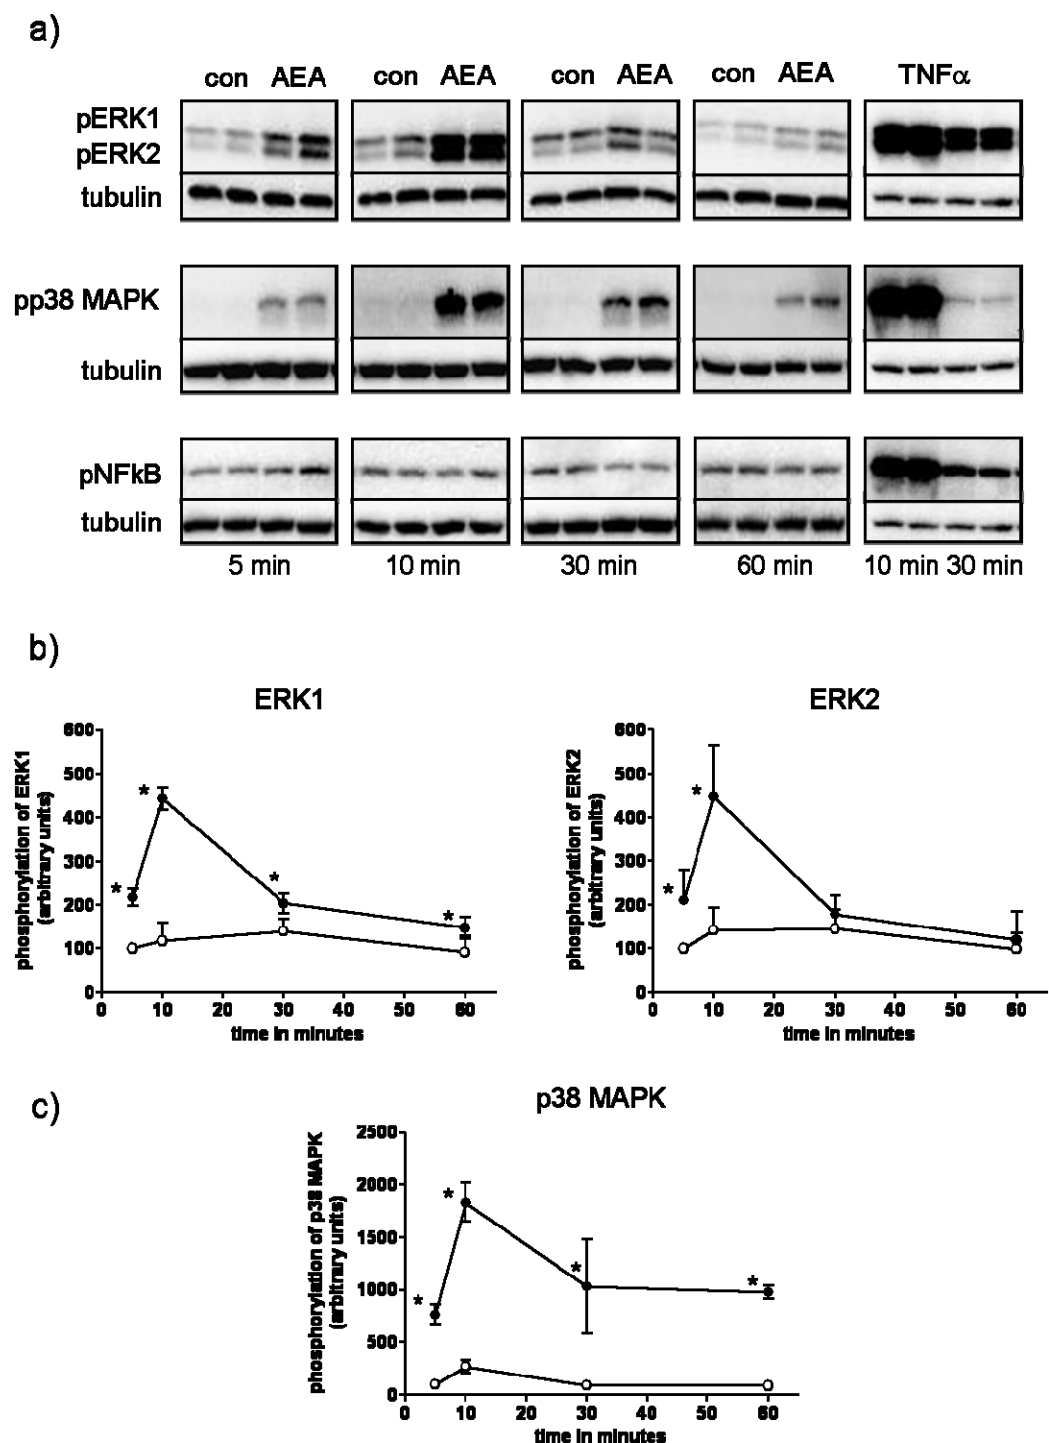 a)
con AEA con AEA con AEA con AEA TNFα
pERK1
pERK2
tubulin
pp38 MAPK
tubulin
pNFkB
tubulin
5 min 10 min 30 min 60 min 10 min 30 min
b)
ERK1
phosphorylation of ERK1
(arbitrary units)
600
500
400
300
200
100
0
* * * *
0 10 20 30 40 50 60
time in minutes
ERK2
phosphorylation of ERK2
(arbitrary units)
600
500
400
300
200
100
0
* *
0 10 20 30 40 50 60
time in minutes
c)
p38 MAPK
phosphorylation of p38 MAPK
(arbitrary units)
2500
2000
1500
1000
500
0
* * * *
0 10 20 30 40 50 60
time in minutes